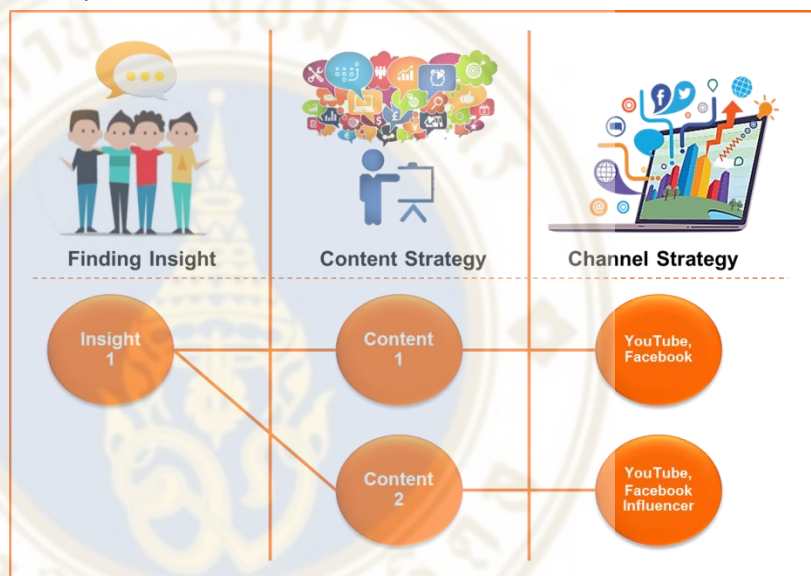 Finding Insight
Content Strategy
Channel Strategy
Insight
1
Content
1
YouTube,
Facebook
Content
2
YouTube,
Facebook
Influencer